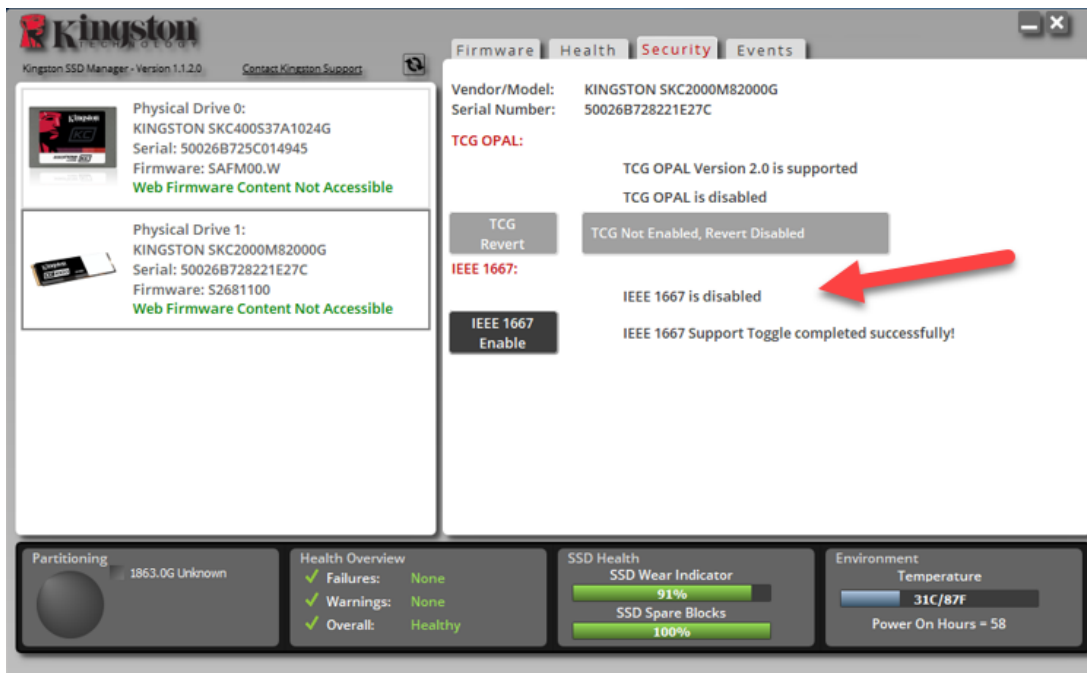 Kingston
TECHNOLOGY
Kingston SSD Manager - Version 1.1.2.0 Contact Kingston Support
Physical Drive 0:
KINGSTON SKC400S37A1024G
Serial: 50026B725C014945
Firmware: SAFM00.W
Web Firmware Content Not Accessible
Physical Drive 1:
KINGSTON SKC2000M82000G
Serial: 50026B728221E27C
Firmware: S2681100
Web Firmware Content Not Accessible
Firmware Health Security Events
Vendor/Model: KINGSTON SKC2000M82000G
Serial Number: 50026B728221E27C
TCG OPAL:
TCG OPAL Version 2.0 is supported
TCG OPAL is disabled
TCG
Revert
TCG Not Enabled, Revert Disabled
IEEE 1667:
IEEE 1667 is disabled
IEEE 1667
Enable
IEEE 1667 Support Toggle completed successfully!
Partitioning
1863.0G Unknown
Health Overview
Failures: None
Warnings: None
Overall: Healthy
SSD Health
SSD Wear Indicator
91%
SSD Spare Blocks
100%
Environment
Temperature
31C/87F
Power On Hours = 58